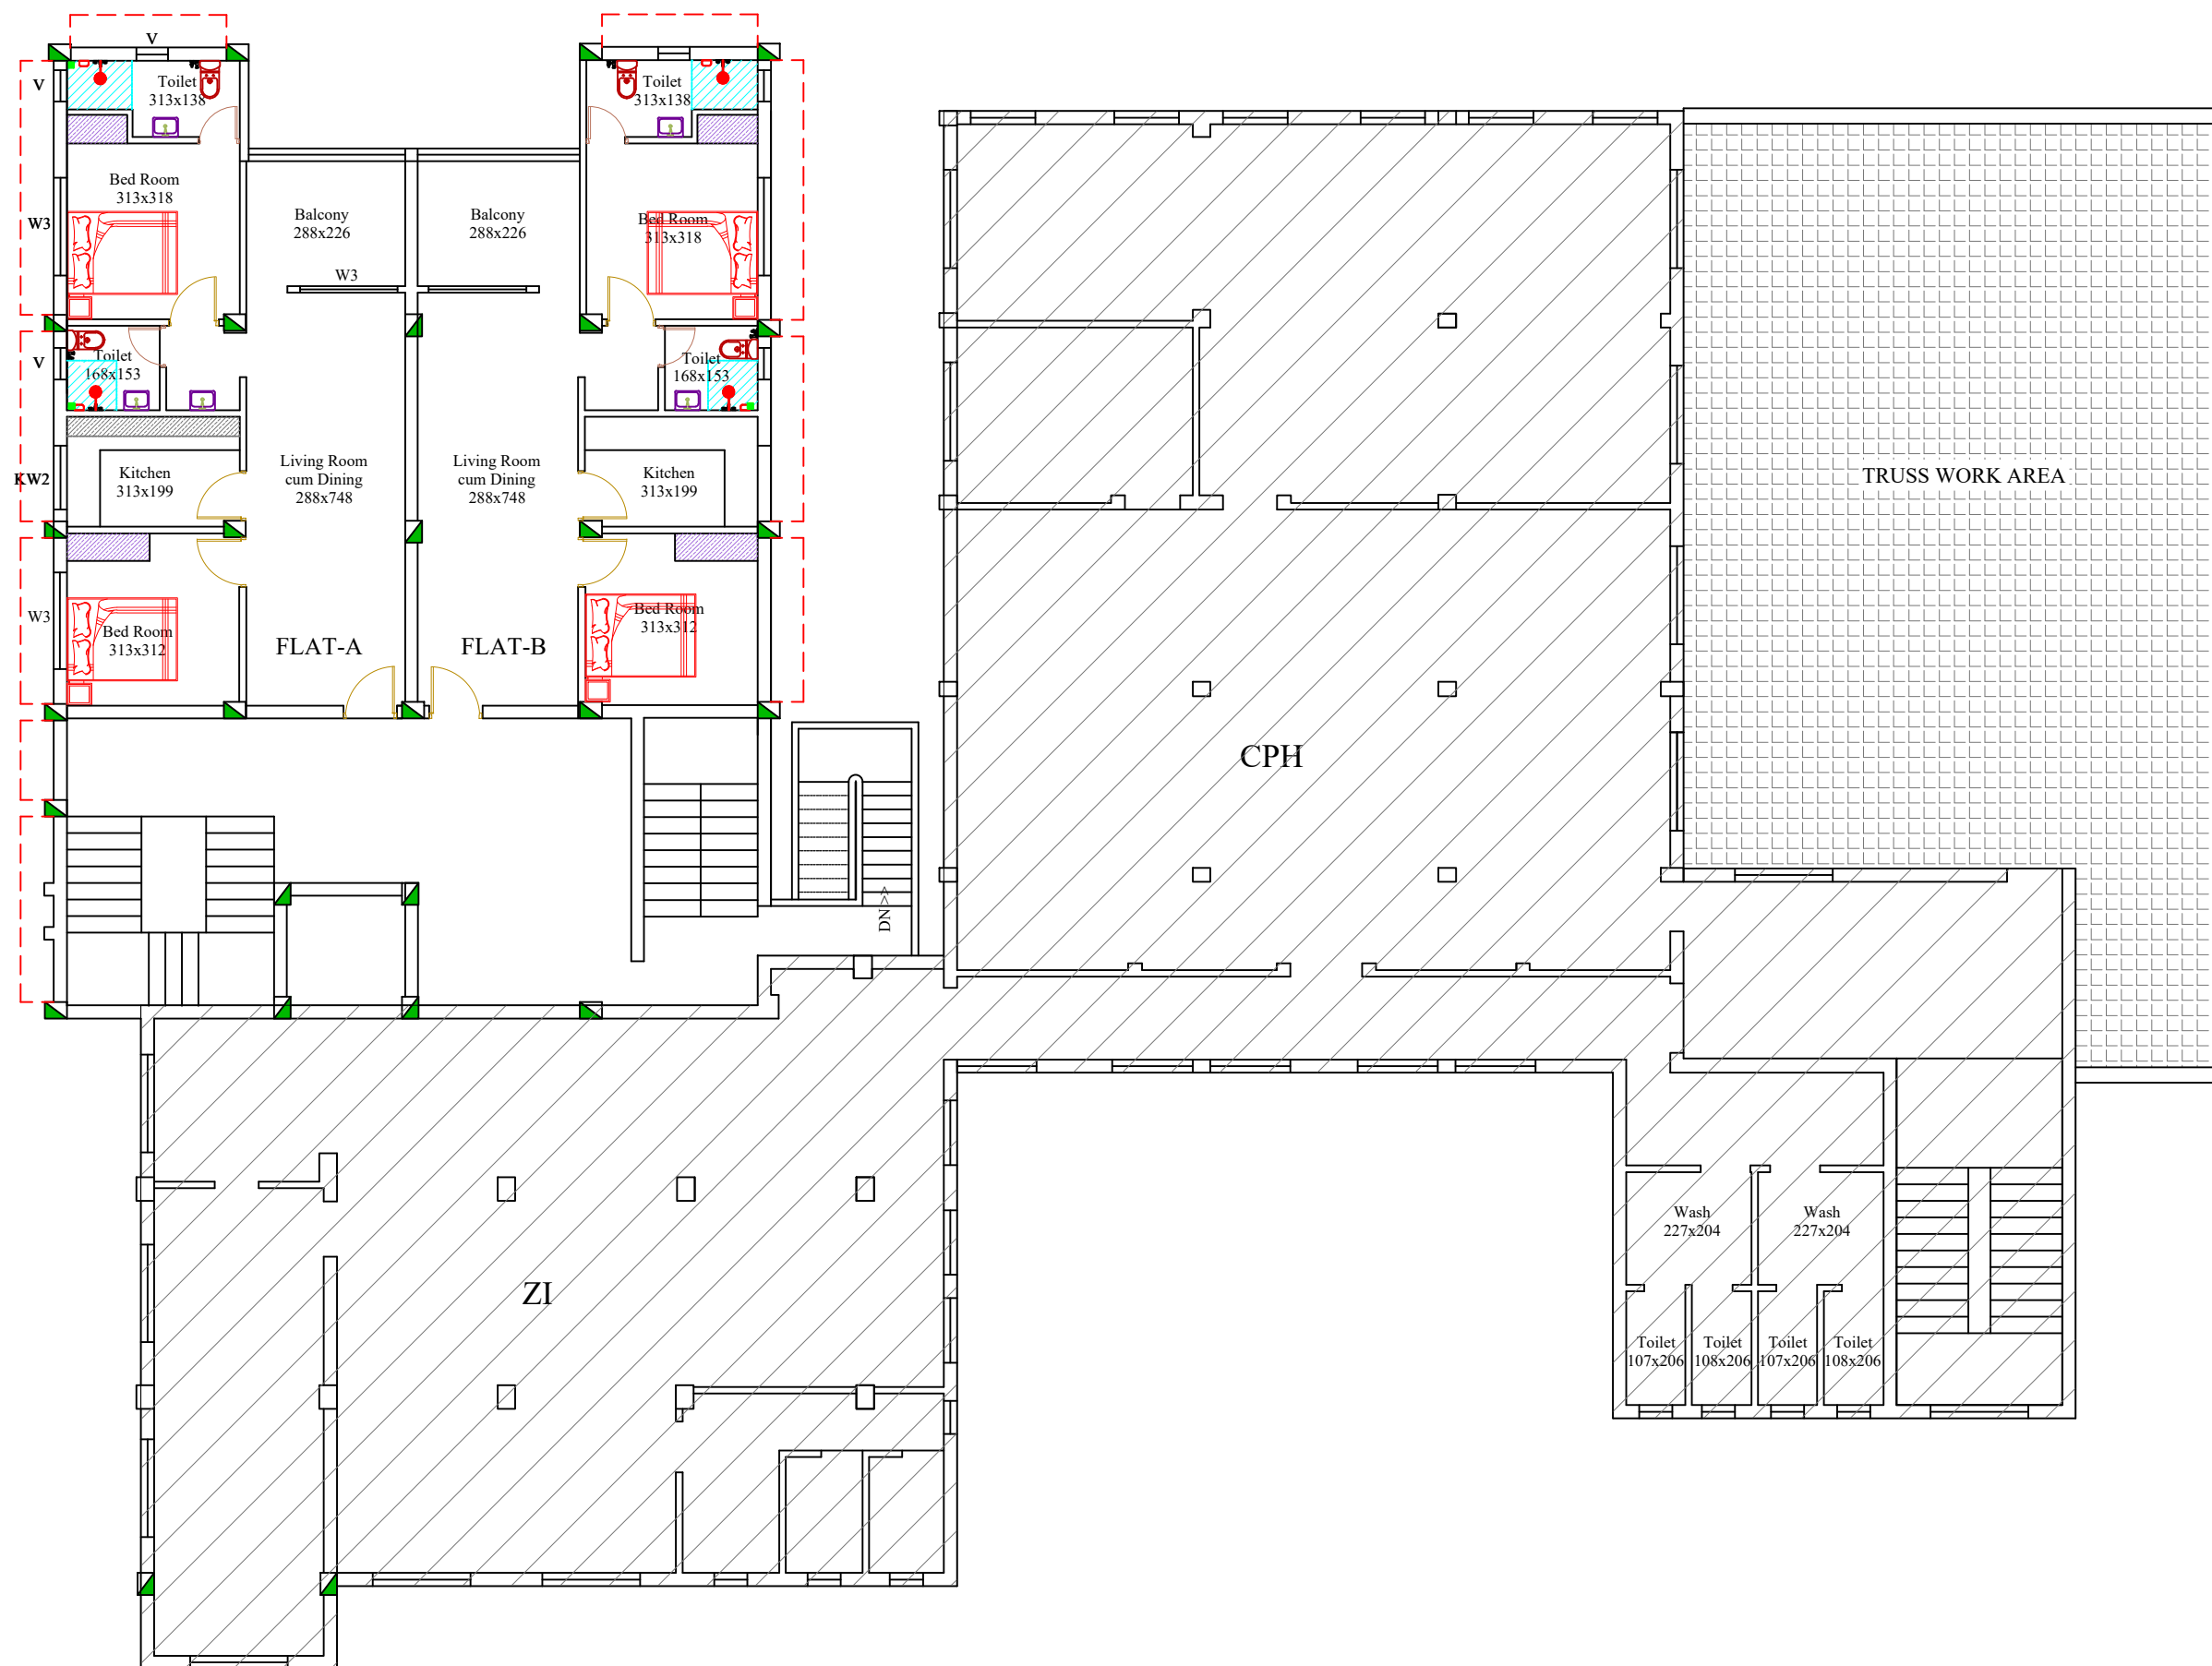 V
V
Toilet
313x138
Toilet
313x138
Bed Room
313x318
W3
Balcony
288x226
Balcony
288x226
Bed Room
313x318
W3
V
Toilet
168x153
Toilet
168x153
KW2
Kitchen
313x199
Living Room
cum Dining
288x748
Living Room
cum Dining
288x748
Kitchen
313x199
TRUSS WORK AREA
W3
Bed Room
313x312
FLAT-A
FLAT-B
Bed Room
313x312
CPH
DN>>
Wash
227x204
Wash
227x204
ZI
Toilet
107x206
Toilet
108x206
Toilet
107x206
Toilet
108x206